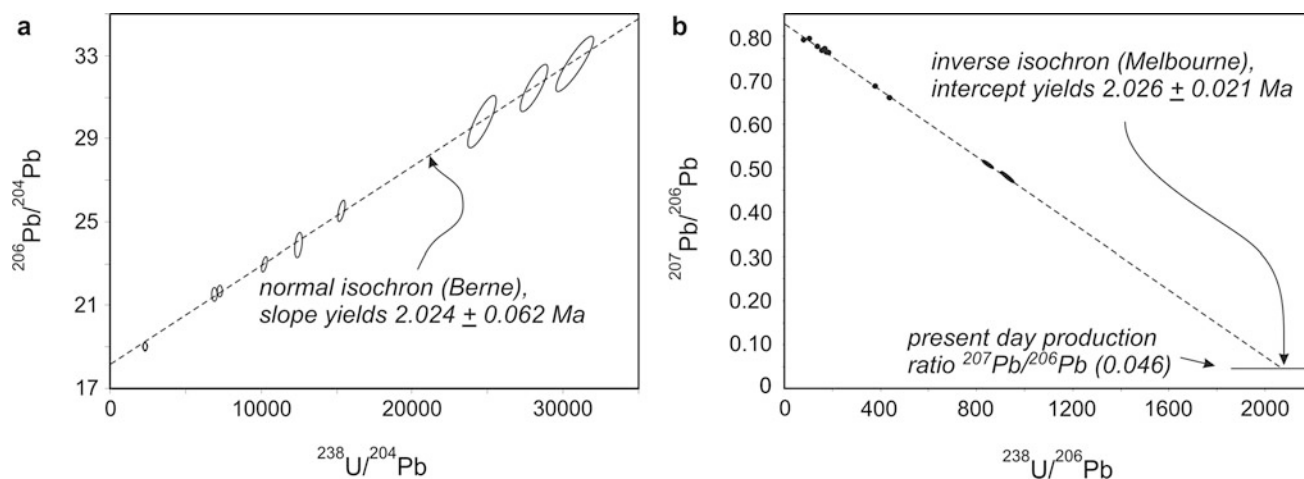 a
33
29
25
21
17
0
10000
20000
30000
²⁰⁶Pb/²⁰⁴Pb
²³⁸U/²⁰⁴Pb
normal isochron (Berne),
slope yields 2.024 ± 0.062 Ma
b
0.80
0.70
0.60
0.50
0.40
0.30
0.20
0.10
0
0
400
800
1200
1600
2000
²⁰⁷Pb/²⁰⁶Pb
²³⁸U/²⁰⁶Pb
inverse isochron (Melbourne),
intercept yields 2.026 ± 0.021 Ma
present day production
ratio ²⁰⁷Pb/²⁰⁶Pb (0.046)